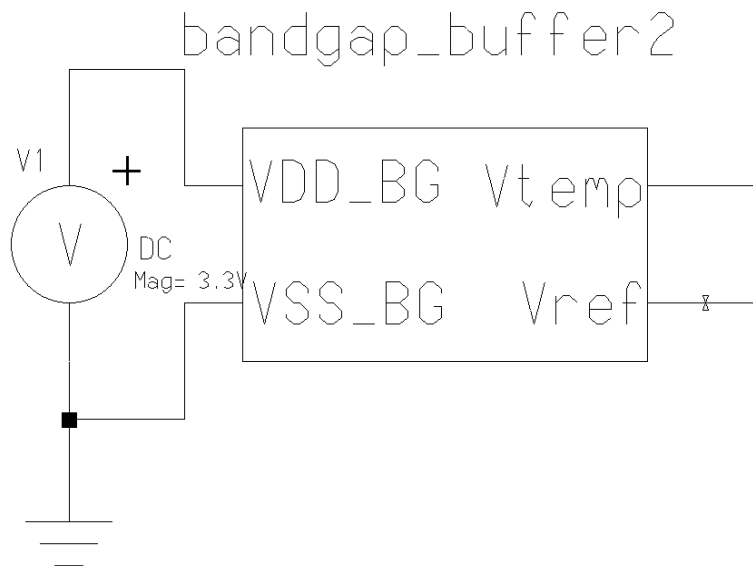 bandgap_buffer2
V1
+
VDD_BG Vtemp
V
DC
Mag= 3.3V
VSS_BG Vref